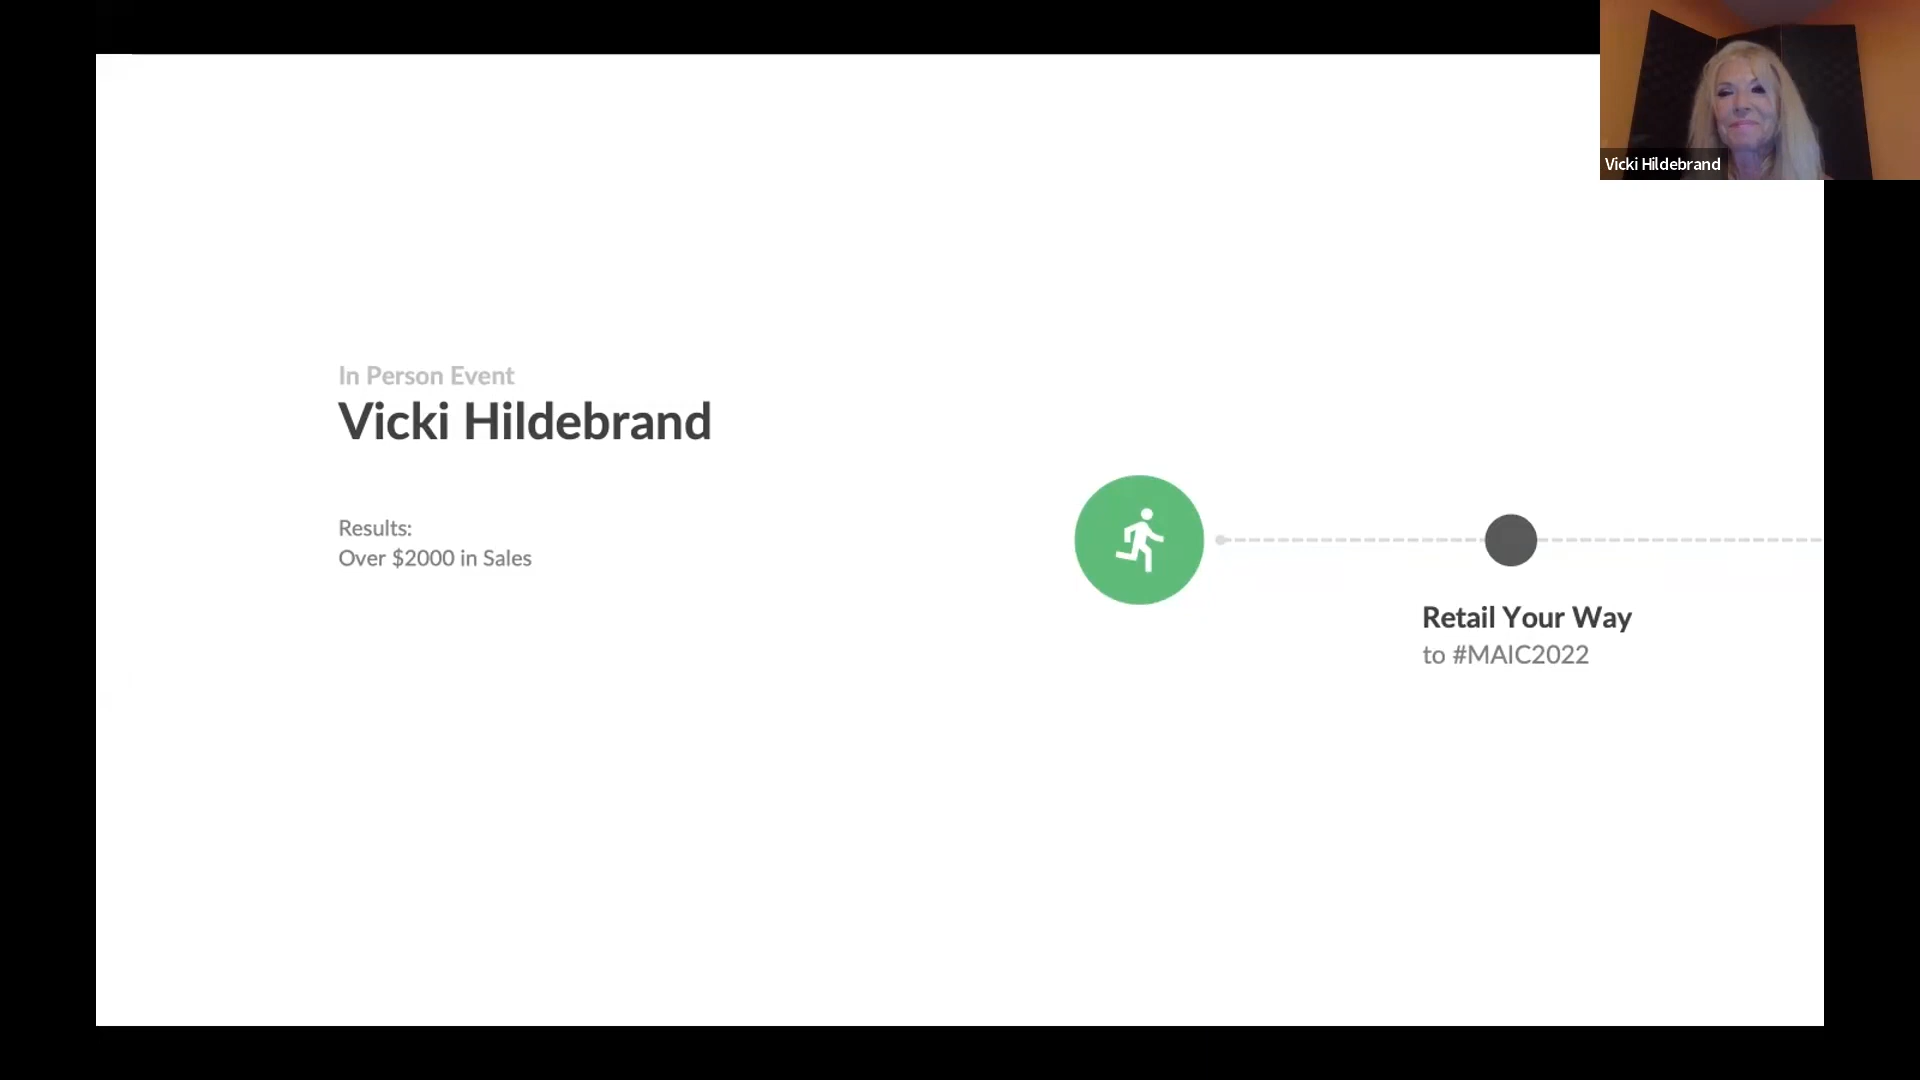 Vicki Hildebrand
In Person Event
Vicki Hildebrand
Results:
Over $2000 in Sales
Retail Your Way
to #MAIC2022